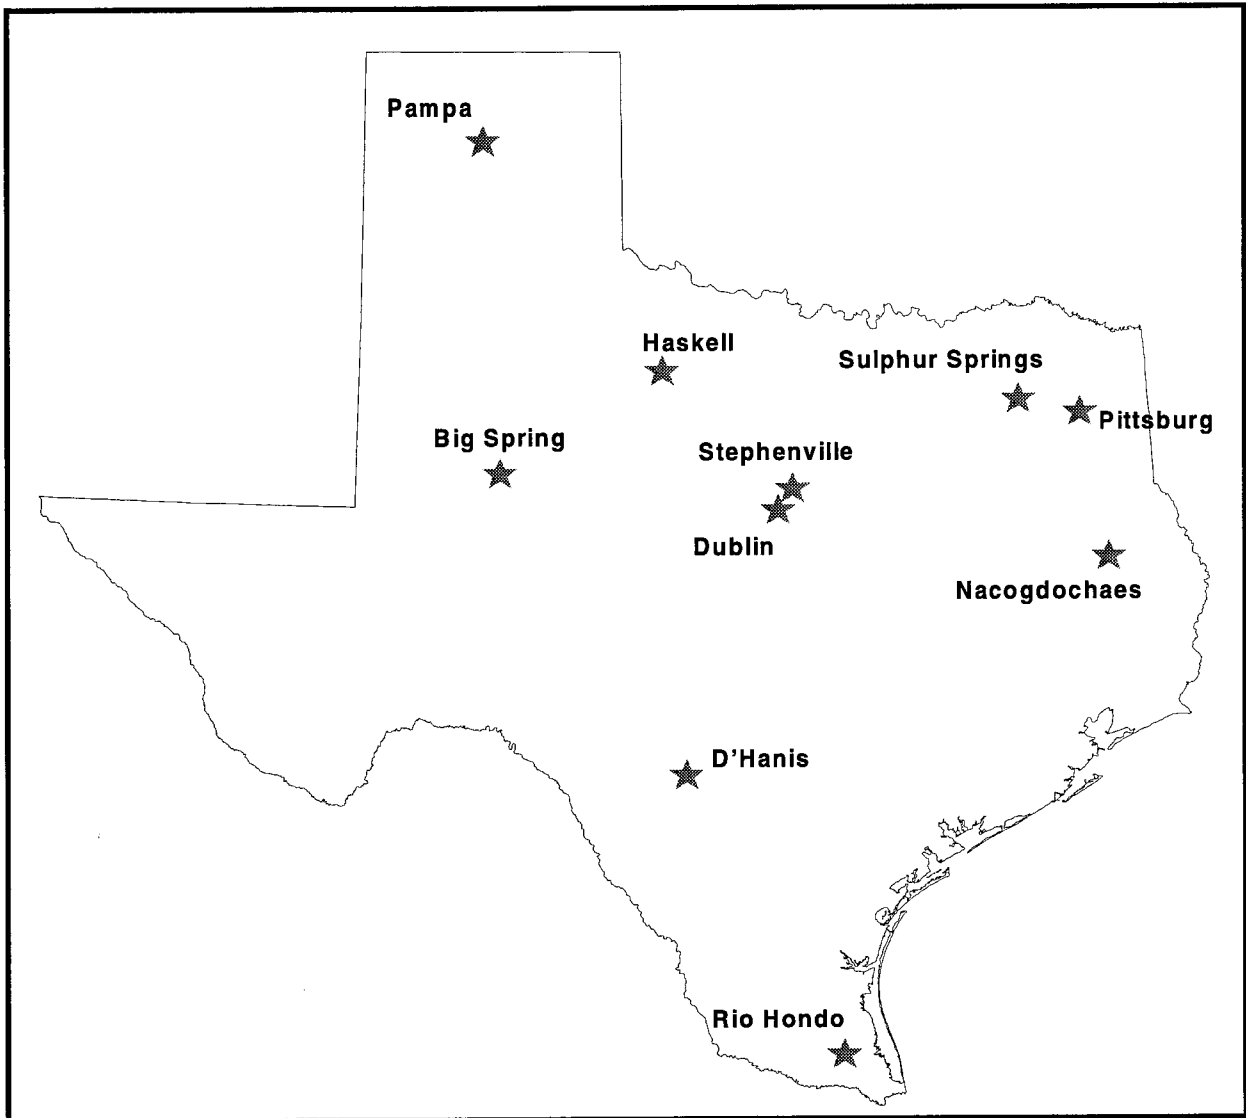 Pampa
Haskell
Sulphur Springs
Pittsburg
Big Spring
Stephenville
Dublin
Nacogdochaes
D'Hanis
Rio Hondo